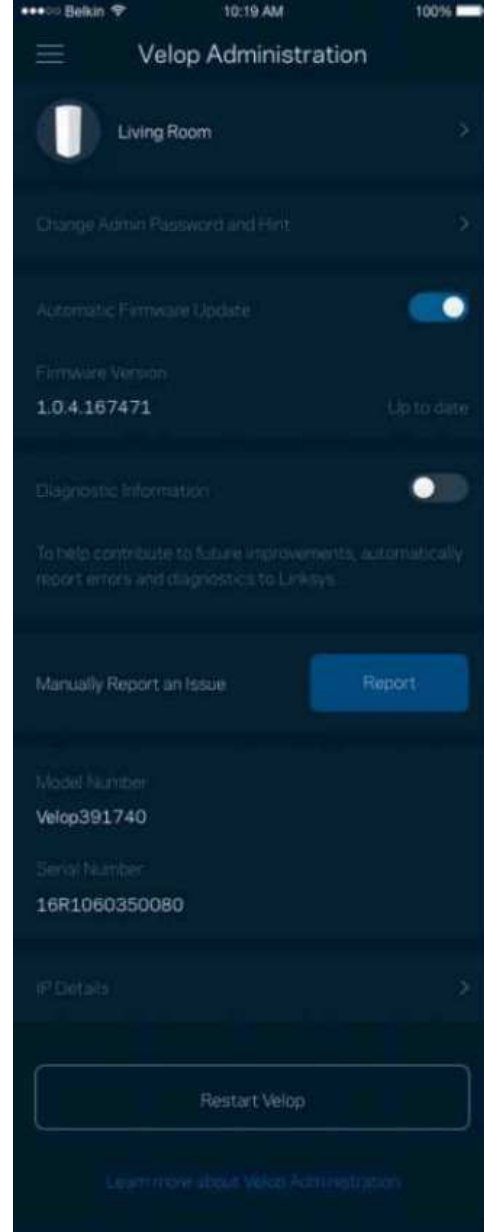 Belkin 10:19 AM 100%
Velop Administration
Living Room
Change Admin Password and Hint
Automatic Firmware Update
Firmware Version
1.0.4.167471 Up to date
Diagnostic Information
To help contribute to future improvements, automatically
report errors and diagnostics to Linksys.
Manually Report an Issue Report
Model Number
Velop391740
Serial Number
16R1060350080
IP Details
Restart Velop
Learn more about Velop Administration